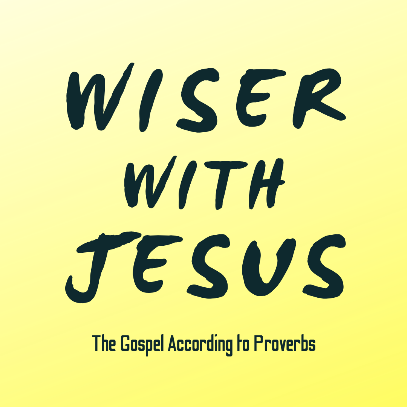 WISER
WITH
JESUS
The Gospel According to Proverbs